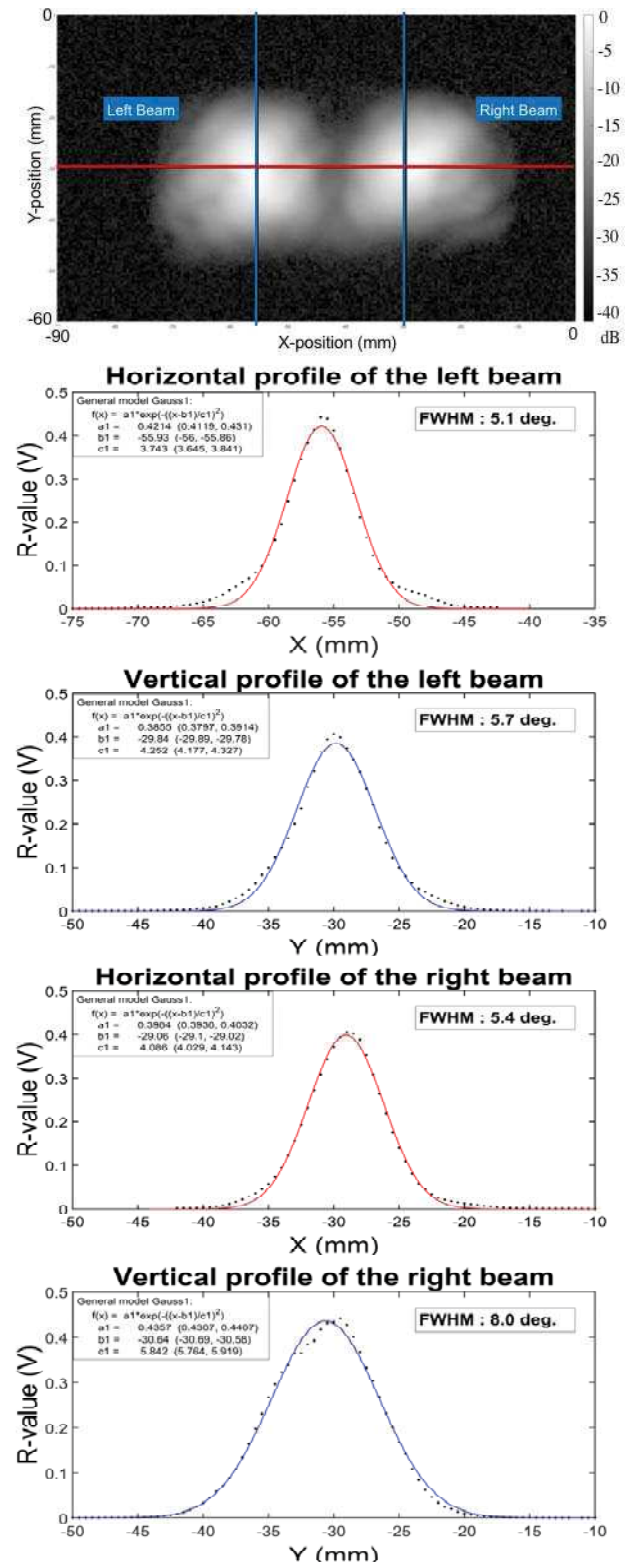 0
Y-position (mm)
-60
-90
X-position (mm)
0
Left Beam
Right Beam
0
-5
-10
-15
-20
-25
-30
-35
-40
dB
Horizontal profile of the left beam
General model Gauss1:
f(x) = a1*exp(-((x-b1)/c1)^2)
a1 = 0.4214 (0.4119, 0.431)
b1 = -55.93 (-56, -55.86)
c1 = 3.743 (3.645, 3.841)
FWHM : 5.1 deg.
R-value (V)
0.5
0.4
0.3
0.2
0.1
0
-75 -70 -65 -60 -55 -50 -45 -40 -35
X (mm)
Vertical profile of the left beam
General model Gauss1:
f(x) = a1*exp(-((x-b1)/c1)^2)
a1 = (0.3797, 0.3914)
b1 = -29.84 (-29.89, -29.78)
c1 = 4.252 (4.177, 4.327)
FWHM : 5.7 deg.
R-value (V)
0.5
0.4
0.3
0.2
0.1
0
-50 -45 -40 -35 -30 -25 -20 -15 -10
Y (mm)
Horizontal profile of the right beam
General model Gauss1:
f(x) = a1*exp(-((x-b1)/c1)^2)
a1 =
b1 = -29.06 (-29.1, -29.02)
c1 = 4.086 (4.029, 4.143)
FWHM : 5.4 deg.
R-value (V)
0.5
0.4
0.3
0.2
0.1
0
-50 -45 -40 -35 -30 -25 -20 -15 -10
X (mm)
Vertical profile of the right beam
General model Gauss1:
f(x) = a1*exp(-((x-b1)/c1)^2)
a1 = 0.4357 (0.4307, 0.4407)
b1 = -30.64 (-30.69, -30.58)
c1 = 5.842 (5.764, 5.919)
FWHM : 8.0 deg.
R-value (V)
0.5
0.4
0.3
0.2
0.1
0
-50 -45 -40 -35 -30 -25 -20 -15 -10
Y (mm)